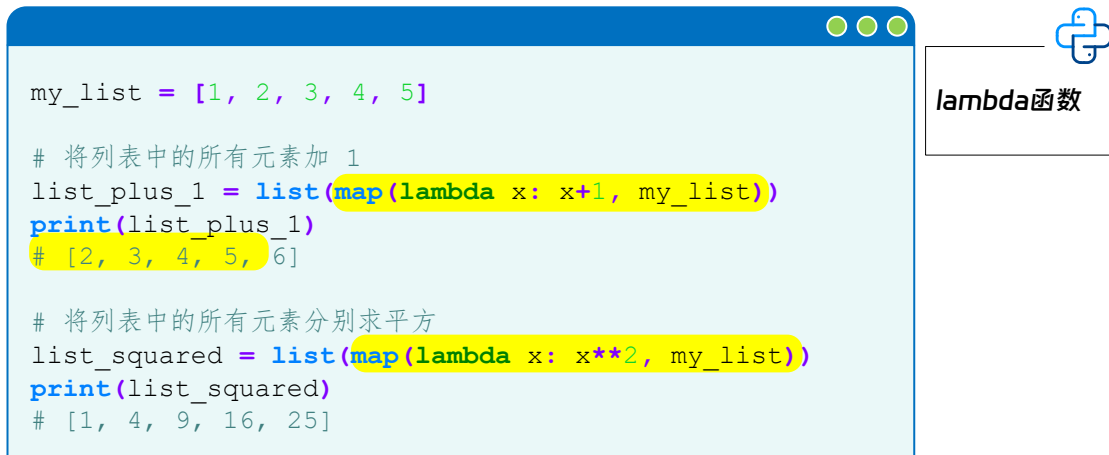 my_list = [1, 2, 3, 4, 5]
# 将列表中的所有元素加 1
list_plus_1 = list(map(lambda x: x+1, my_list))
print(list_plus_1)
# [2, 3, 4, 5, 6]
# 将列表中的所有元素分别求平方
list_squared = list(map(lambda x: x**2, my_list))
print(list_squared)
# [1, 4, 9, 16, 25]
lambda函数